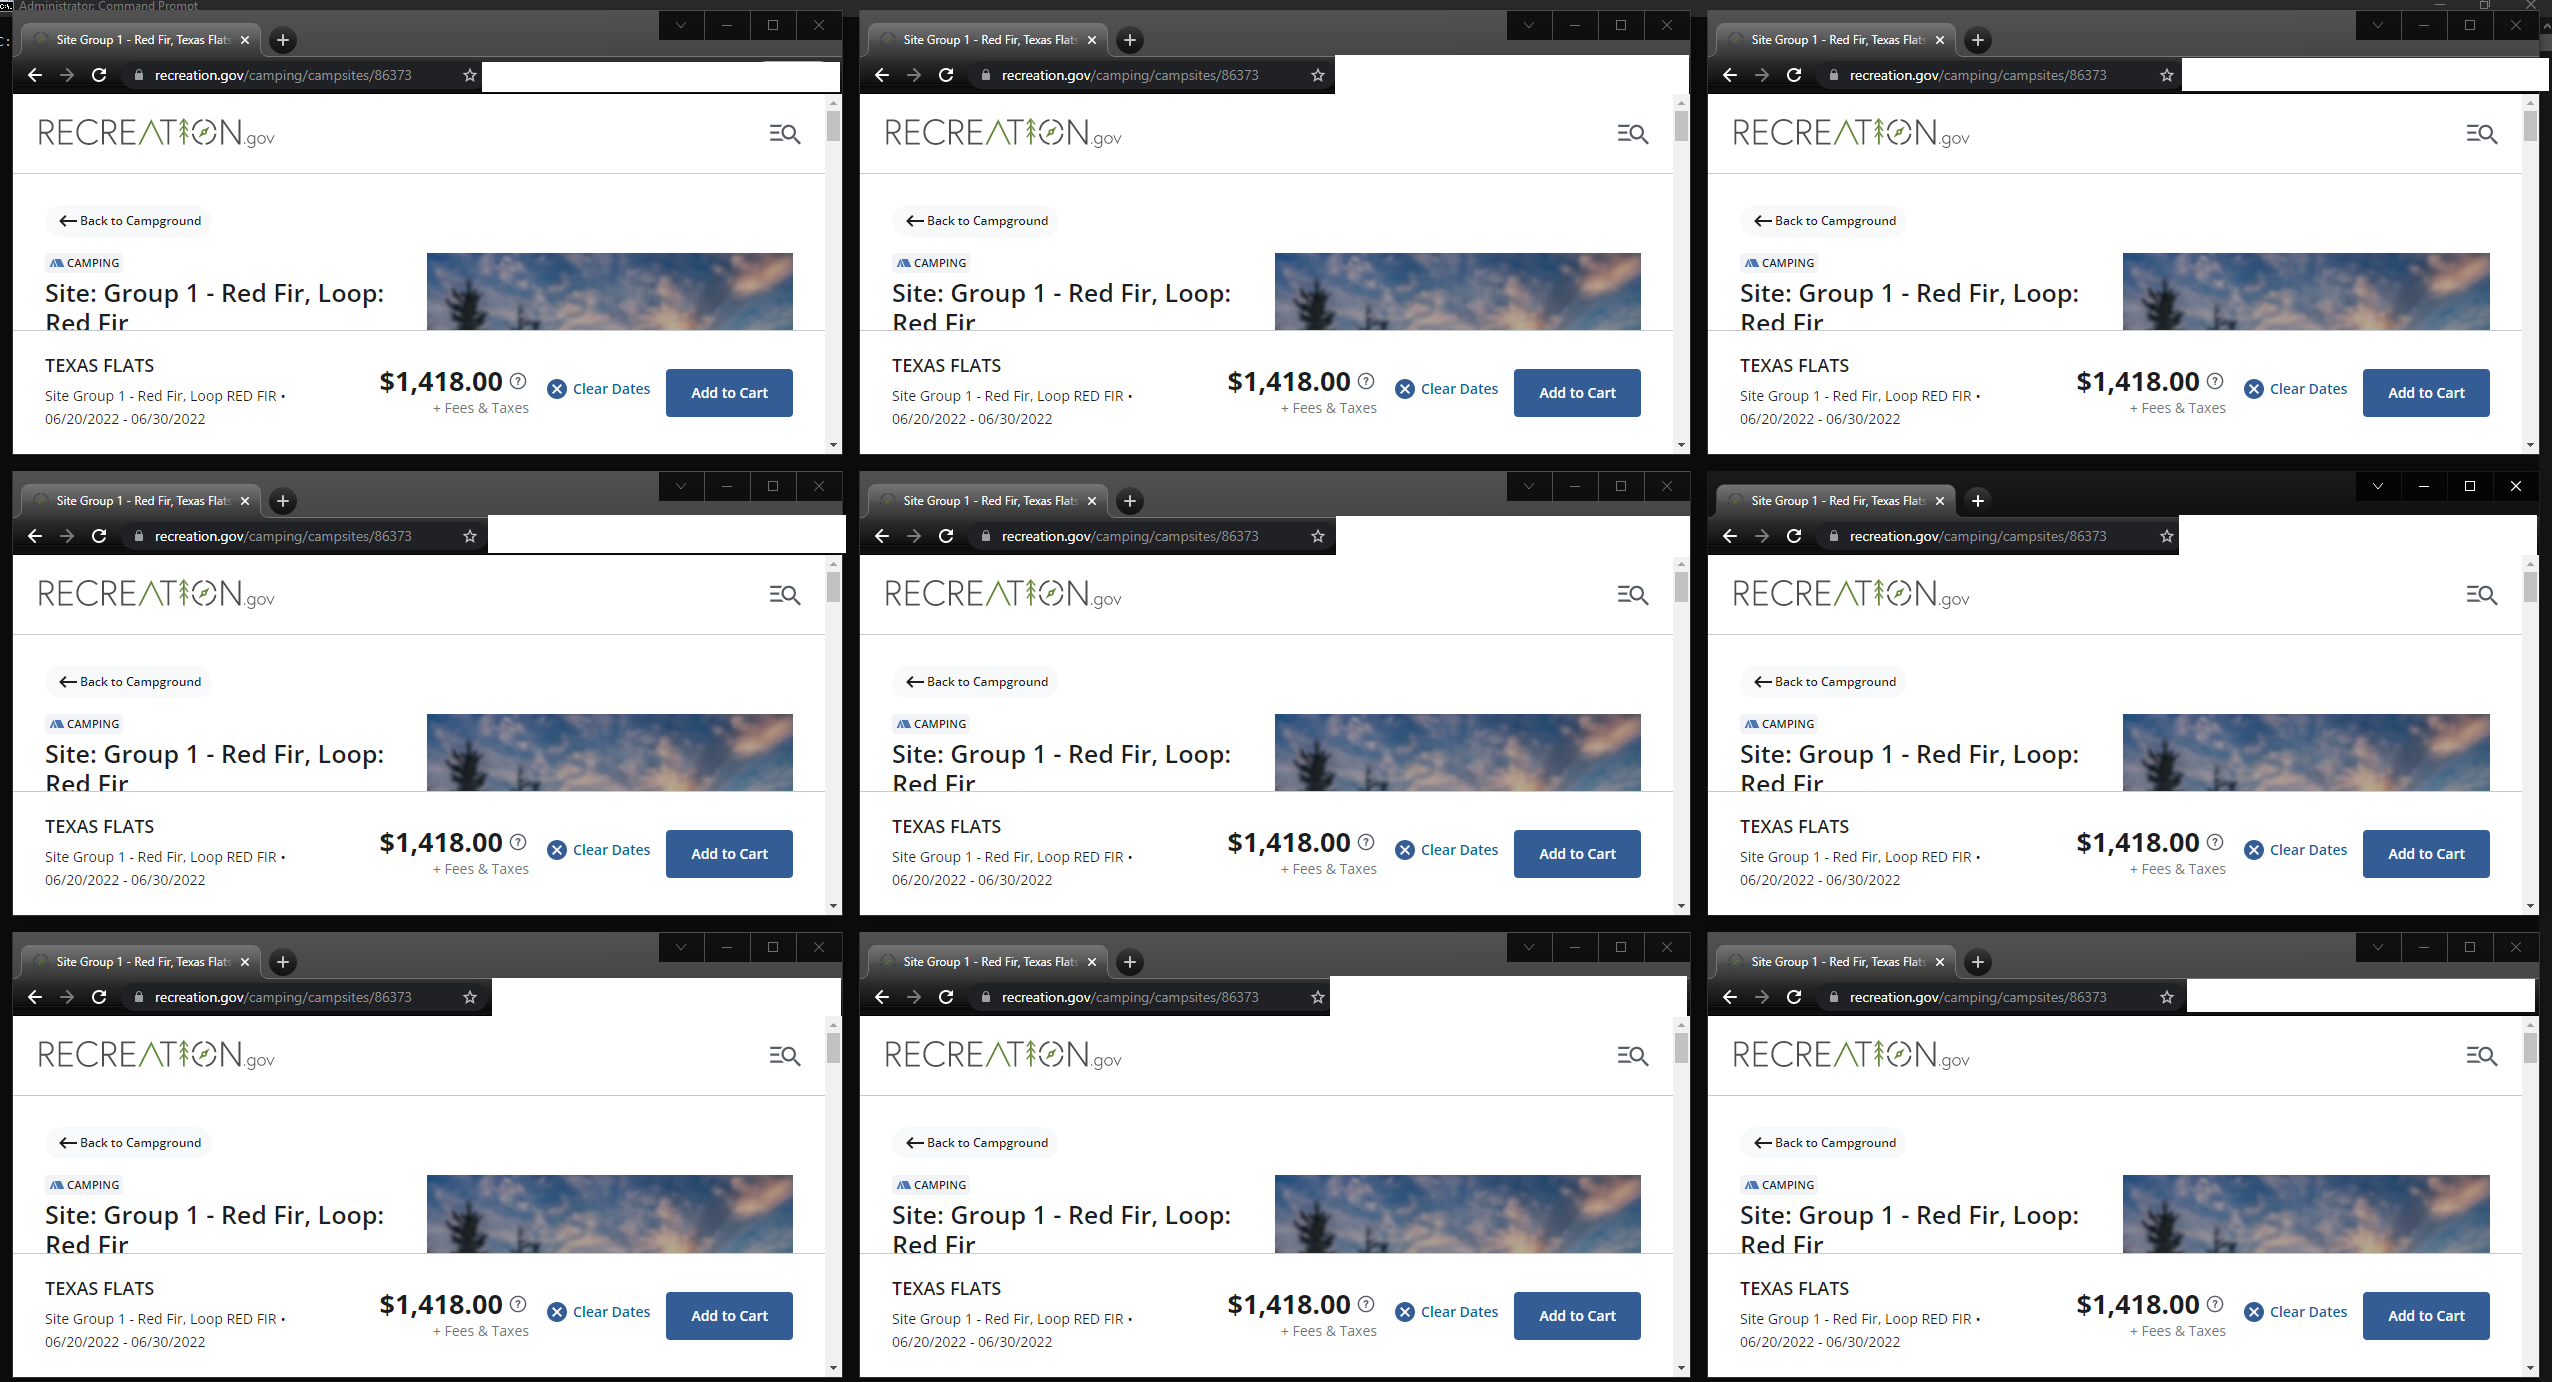 Administrator: Command Prompt
Site Group 1 - Red Fir, Texas Flats
recreation.gov/camping/campsites/86373
RECREATION.gov
Back to Campground
CAMPING
Site: Group 1 - Red Fir, Loop:
Red Fir
TEXAS FLATS
Site Group 1 - Red Fir, Loop RED FIR •
06/20/2022 - 06/30/2022
$1,418.00
+ Fees & Taxes
Clear Dates
Add to Cart
Site Group 1 - Red Fir, Texas Flats
recreation.gov/camping/campsites/86373
RECREATION.gov
Back to Campground
CAMPING
Site: Group 1 - Red Fir, Loop:
Red Fir
TEXAS FLATS
Site Group 1 - Red Fir, Loop RED FIR •
06/20/2022 - 06/30/2022
$1,418.00
+ Fees & Taxes
Clear Dates
Add to Cart
Site Group 1 - Red Fir, Texas Flats
recreation.gov/camping/campsites/86373
RECREATION.gov
Back to Campground
CAMPING
Site: Group 1 - Red Fir, Loop:
Red Fir
TEXAS FLATS
Site Group 1 - Red Fir, Loop RED FIR •
06/20/2022 - 06/30/2022
$1,418.00
+ Fees & Taxes
Clear Dates
Add to Cart
Site Group 1 - Red Fir, Texas Flats
recreation.gov/camping/campsites/86373
RECREATION.gov
Back to Campground
CAMPING
Site: Group 1 - Red Fir, Loop:
Red Fir
TEXAS FLATS
Site Group 1 - Red Fir, Loop RED FIR •
06/20/2022 - 06/30/2022
$1,418.00
+ Fees & Taxes
Clear Dates
Add to Cart
Site Group 1 - Red Fir, Texas Flats
recreation.gov/camping/campsites/86373
RECREATION.gov
Back to Campground
CAMPING
Site: Group 1 - Red Fir, Loop:
Red Fir
TEXAS FLATS
Site Group 1 - Red Fir, Loop RED FIR •
06/20/2022 - 06/30/2022
$1,418.00
+ Fees & Taxes
Clear Dates
Add to Cart
Site Group 1 - Red Fir, Texas Flats
recreation.gov/camping/campsites/86373
RECREATION.gov
Back to Campground
CAMPING
Site: Group 1 - Red Fir, Loop:
Red Fir
TEXAS FLATS
Site Group 1 - Red Fir, Loop RED FIR •
06/20/2022 - 06/30/2022
$1,418.00
+ Fees & Taxes
Clear Dates
Add to Cart
Site Group 1 - Red Fir, Texas Flats
recreation.gov/camping/campsites/86373
RECREATION.gov
Back to Campground
CAMPING
Site: Group 1 - Red Fir, Loop:
Red Fir
TEXAS FLATS
Site Group 1 - Red Fir, Loop RED FIR •
06/20/2022 - 06/30/2022
$1,418.00
+ Fees & Taxes
Clear Dates
Add to Cart
Site Group 1 - Red Fir, Texas Flats
recreation.gov/camping/campsites/86373
RECREATION.gov
Back to Campground
CAMPING
Site: Group 1 - Red Fir, Loop:
Red Fir
TEXAS FLATS
Site Group 1 - Red Fir, Loop RED FIR •
06/20/2022 - 06/30/2022
$1,418.00
+ Fees & Taxes
Clear Dates
Add to Cart
Site Group 1 - Red Fir, Texas Flats
recreation.gov/camping/campsites/86373
RECREATION.gov
Back to Campground
CAMPING
Site: Group 1 - Red Fir, Loop:
Red Fir
TEXAS FLATS
Site Group 1 - Red Fir, Loop RED FIR •
06/20/2022 - 06/30/2022
$1,418.00
+ Fees & Taxes
Clear Dates
Add to Cart